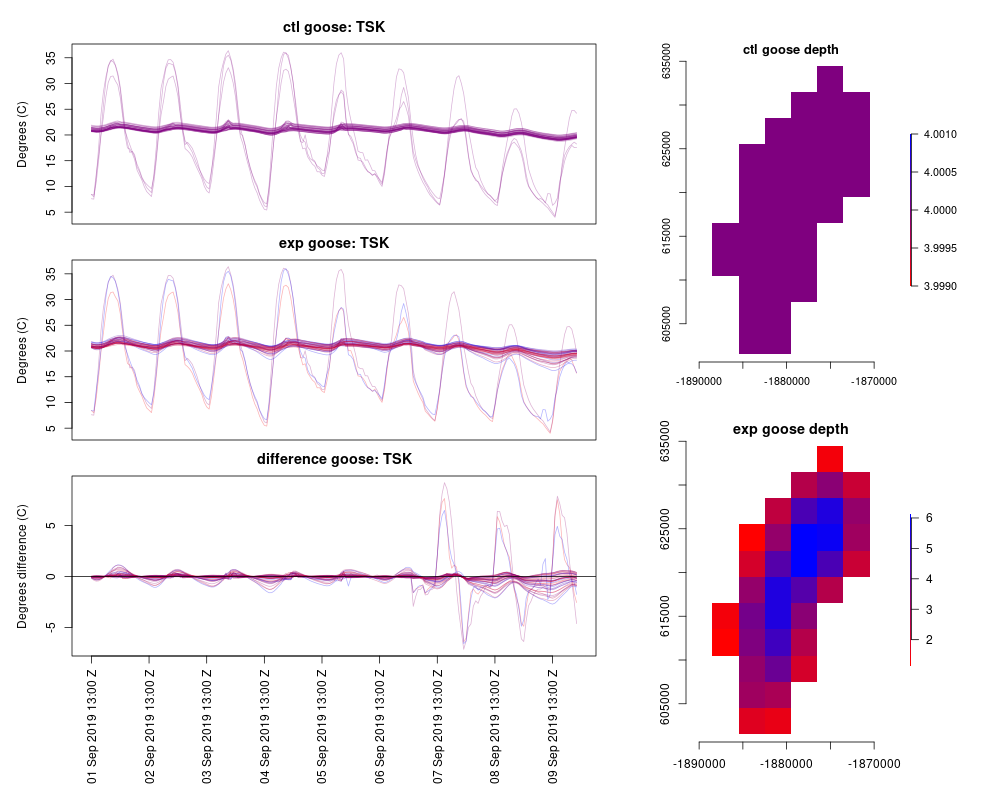 ctl goose: TSK
Degrees (C)
5
10
15
20
25
30
35
exp goose: TSK
Degrees (C)
5
10
15
20
25
30
35
difference goose: TSK
Degrees difference (C)
-5
0
5
01 Sep 2019 13:00 Z
02 Sep 2019 13:00 Z
03 Sep 2019 13:00 Z
04 Sep 2019 13:00 Z
05 Sep 2019 13:00 Z
06 Sep 2019 13:00 Z
07 Sep 2019 13:00 Z
08 Sep 2019 13:00 Z
09 Sep 2019 13:00 Z
ctl goose depth
635000
625000
615000
605000
-1890000
-1880000
-1870000
4.0010
4.0005
4.0000
3.9995
3.9990
exp goose depth
635000
625000
615000
605000
-1890000
-1880000
-1870000
6
5
4
3
2